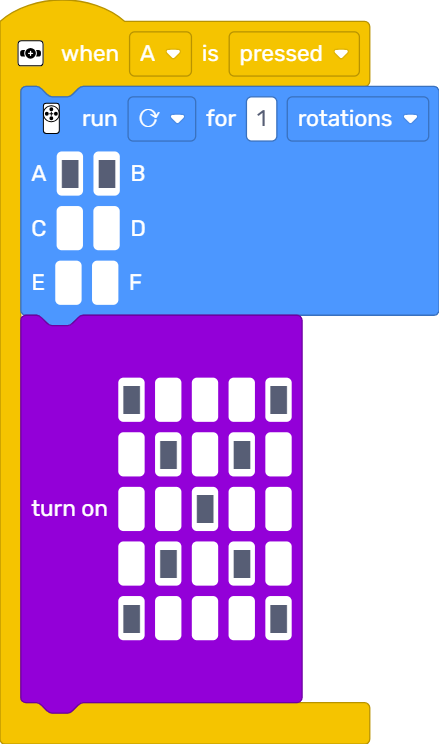 when A is pressed
run for 1 rotations
A B
C D
E F
turn on